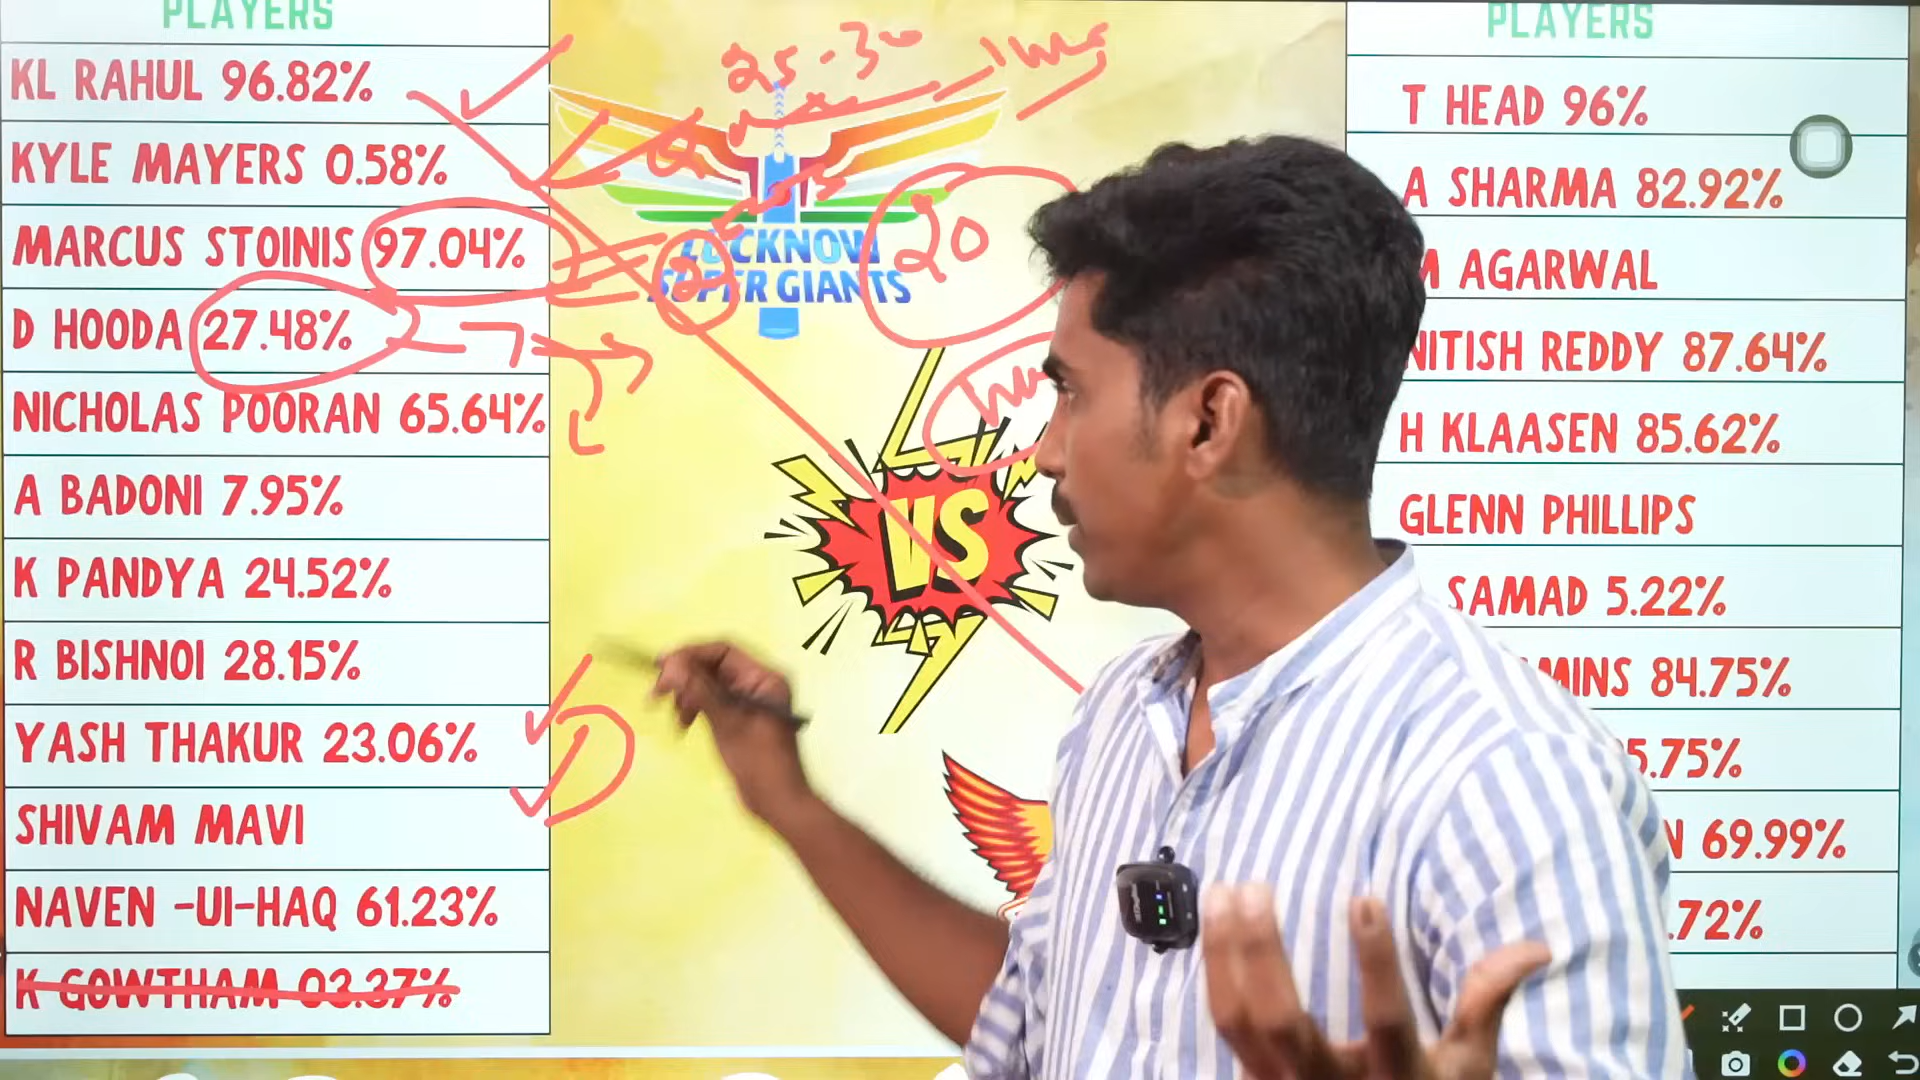 PLAYERS
KL RAHUL 96.82%
KYLE MAYERS 0.58%
MARCUS STOINIS 97.04%
D HOODA 27.48%
NICHOLAS POORAN 65.64%
A BADONI 7.95%
K PANDYA 24.52%
R BISHNOI 28.15%
YASH THAKUR 23.06%
SHIVAM MAVI
NAVEN -UI-HAQ 61.23%
K GOWTHAM 03.37%
25-30
20
LUCKNOW
SUPER GIANTS
VS
D
PLAYERS
T HEAD 96%
A SHARMA 82.92%
M AGARWAL
NITISH REDDY 87.64%
H KLAASEN 85.62%
GLENN PHILLIPS
SAMAD 5.22%
MINS 84.75%
5.75%
N 69.99%
.72%